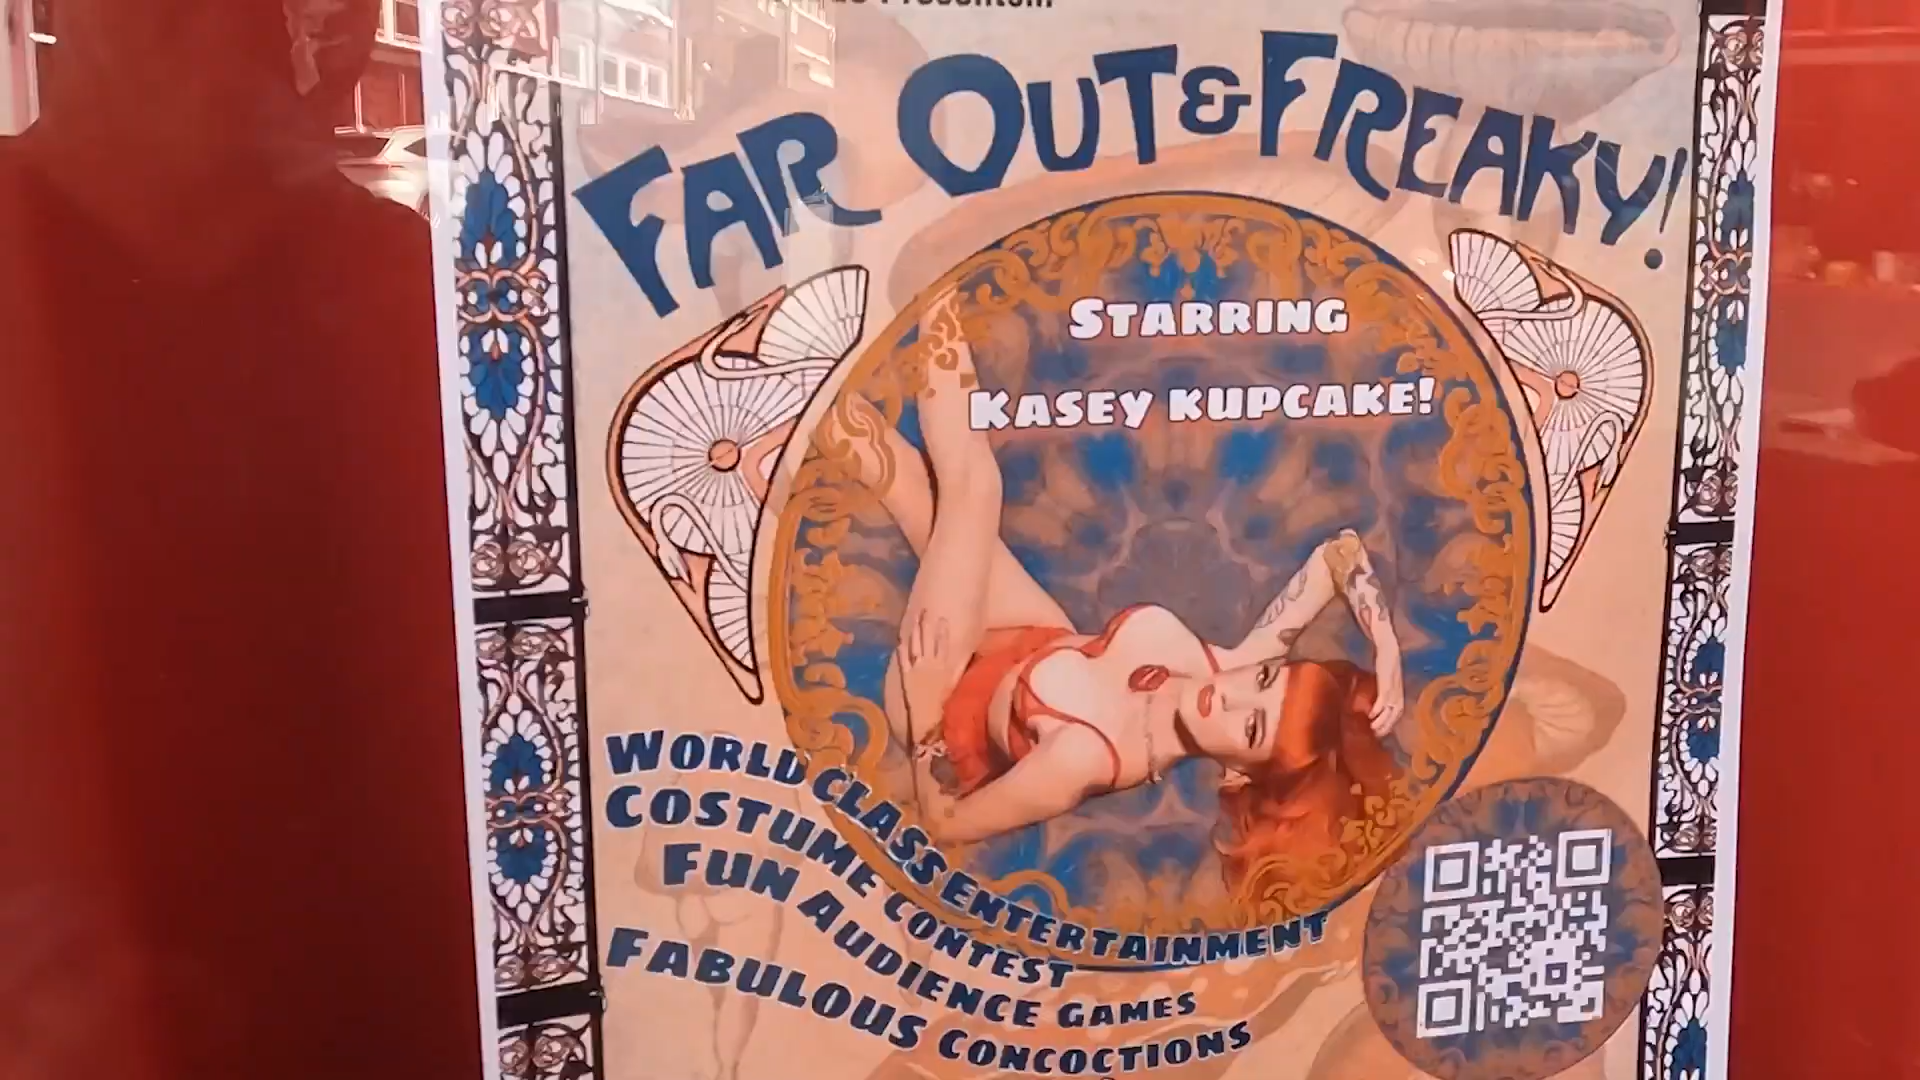 FAR OUT & FREAKY!
STARRING
KASEY KUPCAKE!
WORLD CLASS ENTERTAINMENT
COSTUME CONTEST
FUN AUDIENCE GAMES
FABULOUS CONCOCTIONS